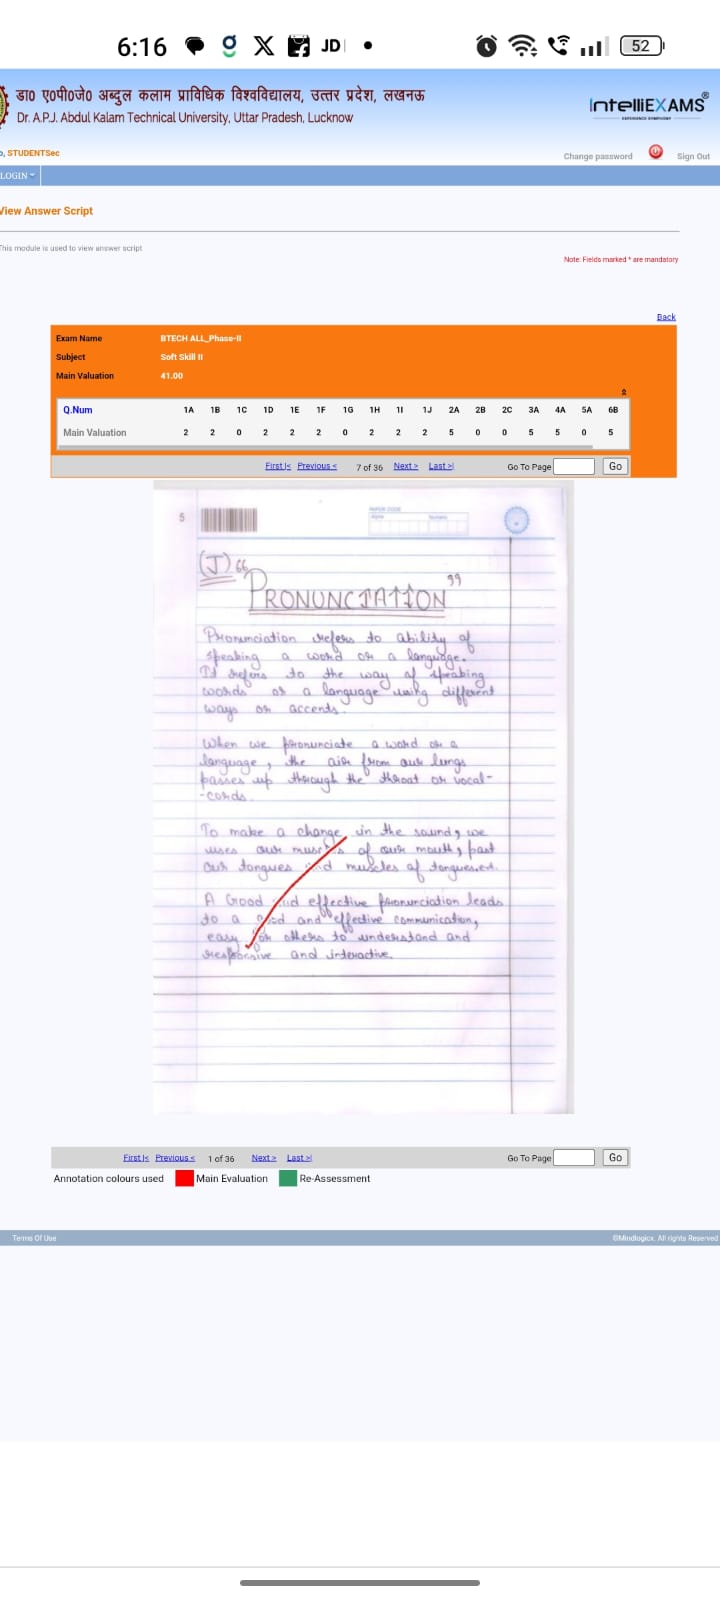 6:16
JD
52
डा0 ए0पी0जे0 अब्दुल कलाम प्राविधिक विश्वविद्यालय, उत्तर प्रदेश, लखनऊ
Dr. A.P.J. Abdul Kalam Technical University, Uttar Pradesh, Lucknow
IntelliEXAMS®
o, STUDENTSec
Change password
Sign Out
LOGIN
View Answer Script
This module is used to view answer script
Note: Fields marked * are mandatory
Back
Exam Name BTECH ALL_Phase-II
Subject Soft Skill II
Main Valuation 41.00
Q.Num 1A 1B 1C 1D 1E 1F 1G 1H 1I 1J 2A 2B 2C 3A 4A 5A 6B
Main Valuation 2 2 0 2 2 2 0 2 2 2 5 0 0 5 5 0 5
First |< Previous < 7 of 36 Next > Last >| Go To Page Go
5
PAPER CODE
(J) “
PRONUNCIATION ”
Pronunciation refers to ability of
speaking a word or a language.
It refers to the way of speaking
words or a language using different
ways or accents.
When we pronunciate a word or a
language, the air from our lungs
passes up through the throat or vocal-
-cords.
To make a change in the sound, we
uses our muscles of our mouth, past
our tongues and muscles of
A Good and effective pronunciation leads
to a good and effective communication,
easy for others to understand and
responsive and interactive.
First |< Previous < 1 of 36 Next > Last >| Go To Page Go
Annotation colours used Main Evaluation Re-Assessment
Terms Of Use
©Mindlogicx. All rights Reserved